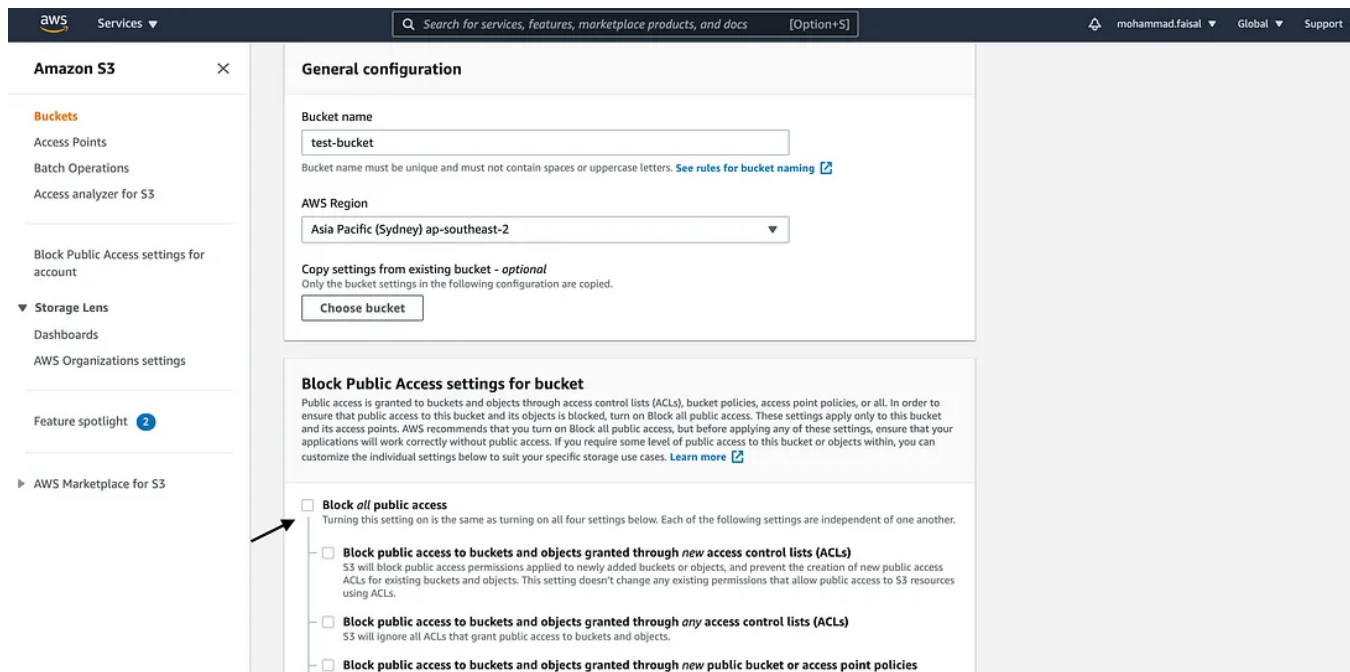 aws
Services
Search for services, features, marketplace products, and docs
[Option+S]
mohammad.faisal
Global
Support
Amazon S3
Buckets
Access Points
Batch Operations
Access analyzer for S3
Block Public Access settings for
account
Storage Lens
Dashboards
AWS Organizations settings
Feature spotlight 2
AWS Marketplace for S3
General configuration
Bucket name
test-bucket
Bucket name must be unique and must not contain spaces or uppercase letters. See rules for bucket naming
AWS Region
Asia Pacific (Sydney) ap-southeast-2
Copy settings from existing bucket - optional
Only the bucket settings in the following configuration are copied.
Choose bucket
Block Public Access settings for bucket
Public access is granted to buckets and objects through access control lists (ACLs), bucket policies, access point policies, or all. In order to
ensure that public access to this bucket and its objects is blocked, turn on Block all public access. These settings apply only to this bucket
and its access points. AWS recommends that you turn on Block all public access, but before applying any of these settings, ensure that your
applications will work correctly without public access. If you require some level of public access to this bucket or objects within, you can
customize the individual settings below to suit your specific storage use cases. Learn more
Block all public access
Turning this setting on is the same as turning on all four settings below. Each of the following settings are independent of one another.
Block public access to buckets and objects granted through new access control lists (ACLs)
S3 will block public access permissions applied to newly added buckets or objects, and prevent the creation of new public access
ACLs for existing buckets and objects. This setting doesn't change any existing permissions that allow public access to S3 resources
using ACLs.
Block public access to buckets and objects granted through any access control lists (ACLs)
S3 will ignore all ACLs that grant public access to buckets and objects.
Block public access to buckets and objects granted through new public bucket or access point policies